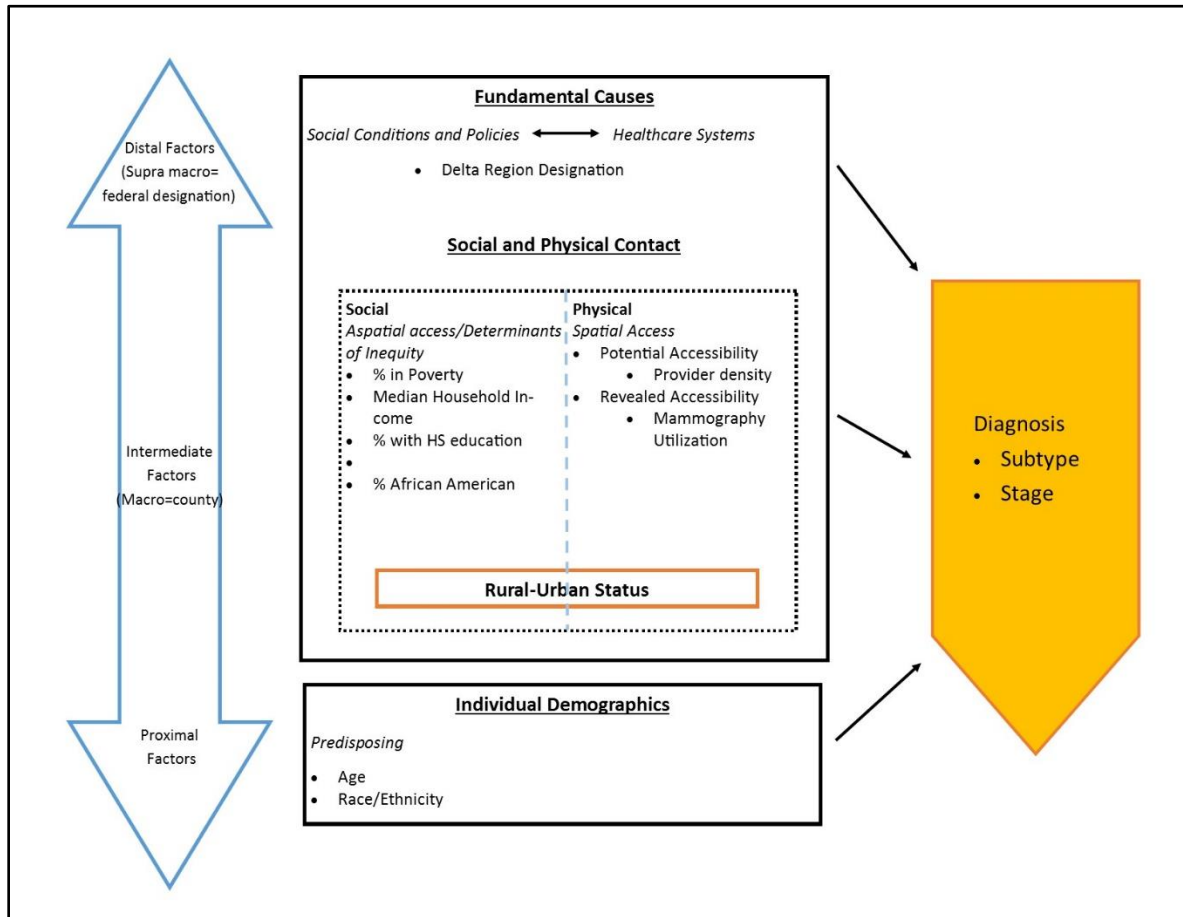 Distal Factors
(Supra macro=
federal designation)
Intermediate
Factors
(Macro=county)
Proximal
Factors
Fundamental Causes
Social Conditions and Policies
Healthcare Systems
• Delta Region Designation
Social and Physical Contact
Social
Aspatial access/Determinants
of Inequity
• % in Poverty
• Median Household In-
come
• % with HS education
•
• % African American
Physical
Spatial Access
• Potential Accessibility
• Provider density
• Revealed Accessibility
• Mammography
Utilization
Rural-Urban Status
Individual Demographics
Predisposing
• Age
• Race/Ethnicity
Diagnosis
• Subtype
• Stage